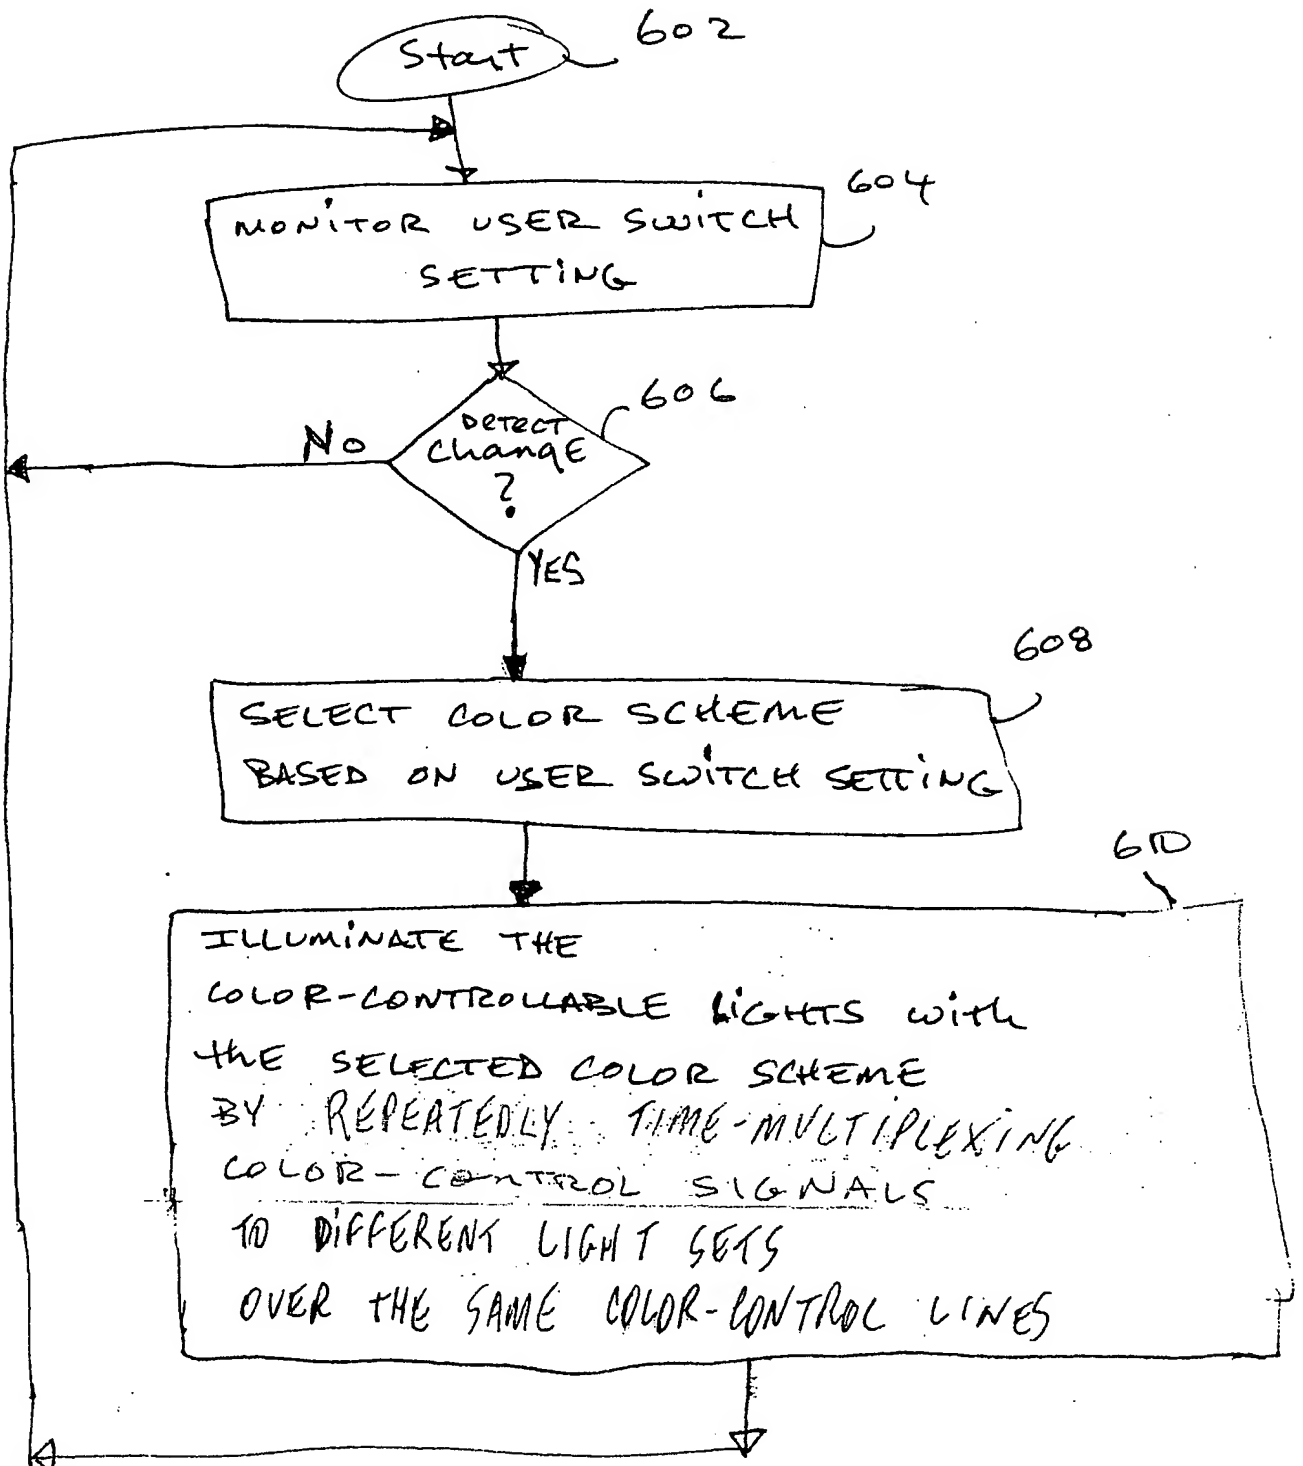 Start
602
604
MONITOR USER SWITCH
SETTING
606
DETECT
ChangE
?
No
YES
608
SELECT COLOR SCHEME
BASED ON USER SWITCH SETTING
610
ILLUMINATE THE
COLOR-CONTROLLABLE LIGHTS with
the SELECTED COLOR SCHEME
BY REPEATEDLY TIME-MULTIPLEXING
COLOR-CONTROL SIGNALS
TO DIFFERENT LIGHT SETS
OVER THE SAME COLOR-CONTROL LINES